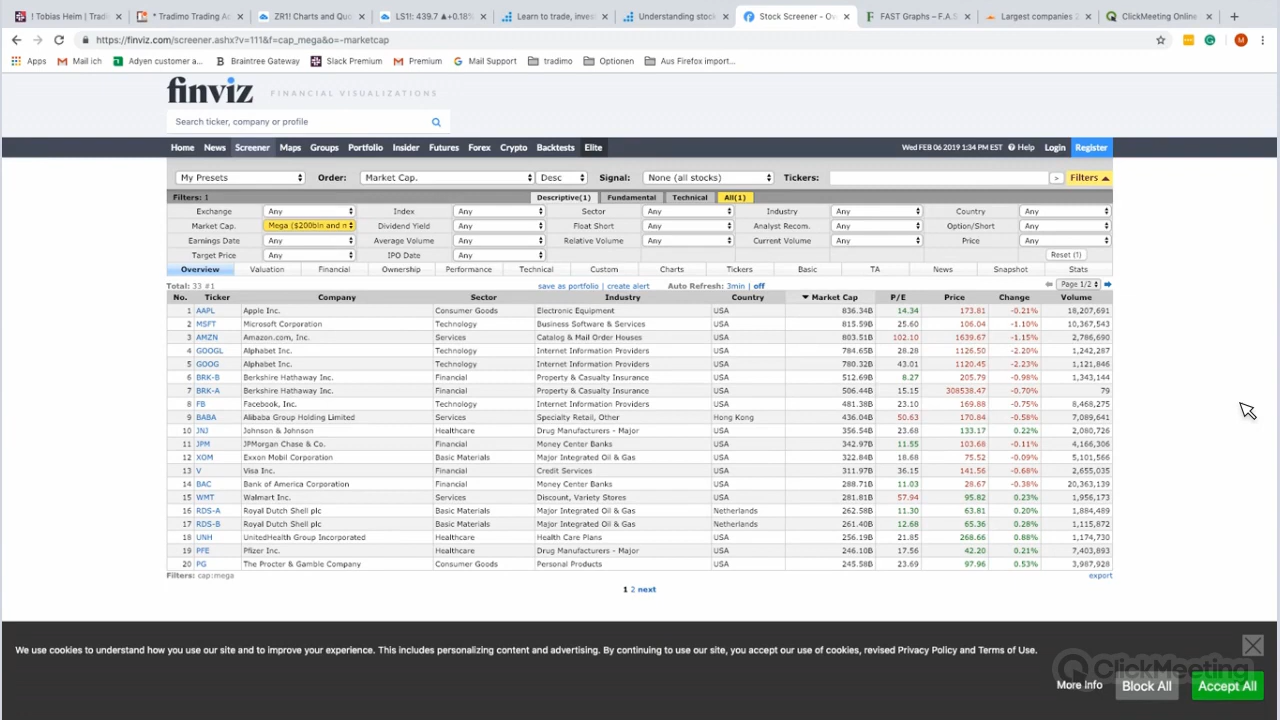 ! Tobias Heim | Tradi
* Tradimo Trading Ac
ZR1! Charts and Quo
LS1!: 439.7 ▲+0.18%
Learn to trade, inves
Understanding stock
Stock Screener - Ov
FAST Graphs – F.A.S
Largest companies 2
ClickMeeting Online
https://finviz.com/screener.ashx?v=111&f=cap_mega&o=-marketcap
Apps Mail ich Adyen customer a... Braintree Gateway Slack Premium Premium Mail Support tradimo Optionen Aus Firefox import...
finviz FINANCIAL VISUALIZATIONS
Search ticker, company or profile
Home News Screener Maps Groups Portfolio Insider Futures Forex Crypto Backtests Elite Wed FEB 06 2019 1:34 PM EST Help Login Register
My Presets Order: Market Cap. Desc Signal: None (all stocks) Tickers: > Filters
Filters: 1 Descriptive(1) Fundamental Technical All(1)
Exchange Any Index Any Sector Any Industry Any Country Any
Market Cap. Mega ($200bln and m Dividend Yield Any Float Short Any Analyst Recom. Any Option/Short Any
Earnings Date Any Average Volume Any Relative Volume Any Current Volume Any Price Any
Target Price Any IPO Date Any Reset (1)
Overview Valuation Financial Ownership Performance Technical Custom Charts Tickers Basic TA News Snapshot Stats
Total: 33 #1 save as portfolio | create alert Auto Refresh: 3min | off Page 1/2
No. Ticker Company Sector Industry Country Market Cap P/E Price Change Volume
1 AAPL Apple Inc. Consumer Goods Electronic Equipment USA 836.34B 14.34 173.81 -0.21% 18,207,691
2 MSFT Microsoft Corporation Technology Business Software & Services USA 815.59B 25.60 106.04 -1.10% 10,367,543
3 AMZN Amazon.com, Inc. Services Catalog & Mail Order Houses USA 803.51B 102.10 1639.67 -1.15% 2,786,690
4 GOOGL Alphabet Inc. Technology Internet Information Providers USA 784.65B 28.28 1126.50 -2.20% 1,242,287
5 GOOG Alphabet Inc. Technology Internet Information Providers USA 780.32B 43.01 1120.45 -2.23% 1,121,846
6 BRK-B Berkshire Hathaway Inc. Financial Property & Casualty Insurance USA 512.69B 8.27 205.79 -0.98% 1,343,144
7 BRK-A Berkshire Hathaway Inc. Financial Property & Casualty Insurance USA 506.44B 15.15 308538.47 -0.70% 79
8 FB Facebook, Inc. Technology Internet Information Providers USA 481.38B 23.10 169.88 -0.75% 8,468,275
9 BABA Alibaba Group Holding Limited Services Specialty Retail, Other Hong Kong 436.04B 50.63 170.84 -0.58% 7,089,641
10 JNJ Johnson & Johnson Healthcare Drug Manufacturers - Major USA 356.54B 23.68 133.17 0.22% 2,080,726
11 JPM JPMorgan Chase & Co. Financial Money Center Banks USA 342.97B 11.55 103.68 -0.11% 4,166,306
12 XOM Exxon Mobil Corporation Basic Materials Major Integrated Oil & Gas USA 322.84B 18.68 75.52 -0.09% 5,101,566
13 V Visa Inc. Financial Credit Services USA 311.97B 36.15 141.56 -0.68% 2,655,035
14 BAC Bank of America Corporation Financial Money Center Banks USA 288.71B 11.03 28.67 -0.38% 20,363,139
15 WMT Walmart Inc. Services Discount, Variety Stores USA 281.81B 57.94 95.82 0.23% 1,956,173
16 RDS-A Royal Dutch Shell plc Basic Materials Major Integrated Oil & Gas Netherlands 262.58B 11.30 63.81 0.20% 1,884,489
17 RDS-B Royal Dutch Shell plc Basic Materials Major Integrated Oil & Gas Netherlands 261.40B 12.68 65.36 0.28% 1,115,872
18 UNH UnitedHealth Group Incorporated Healthcare Health Care Plans USA 256.19B 21.85 268.66 0.88% 1,174,730
19 PFE Pfizer Inc. Healthcare Drug Manufacturers - Major USA 246.10B 17.56 42.20 0.21% 7,403,893
20 PG The Procter & Gamble Company Consumer Goods Personal Products USA 245.58B 23.69 97.96 0.53% 3,987,928
Filters: cap:mega export
1 2 next
We use cookies to understand how you use our site and to improve your experience. This includes personalizing content and advertising. By continuing to use our site, you accept our use of cookies, revised Privacy Policy and Terms of Use.
ClickMeeting
More Info Block All Accept All